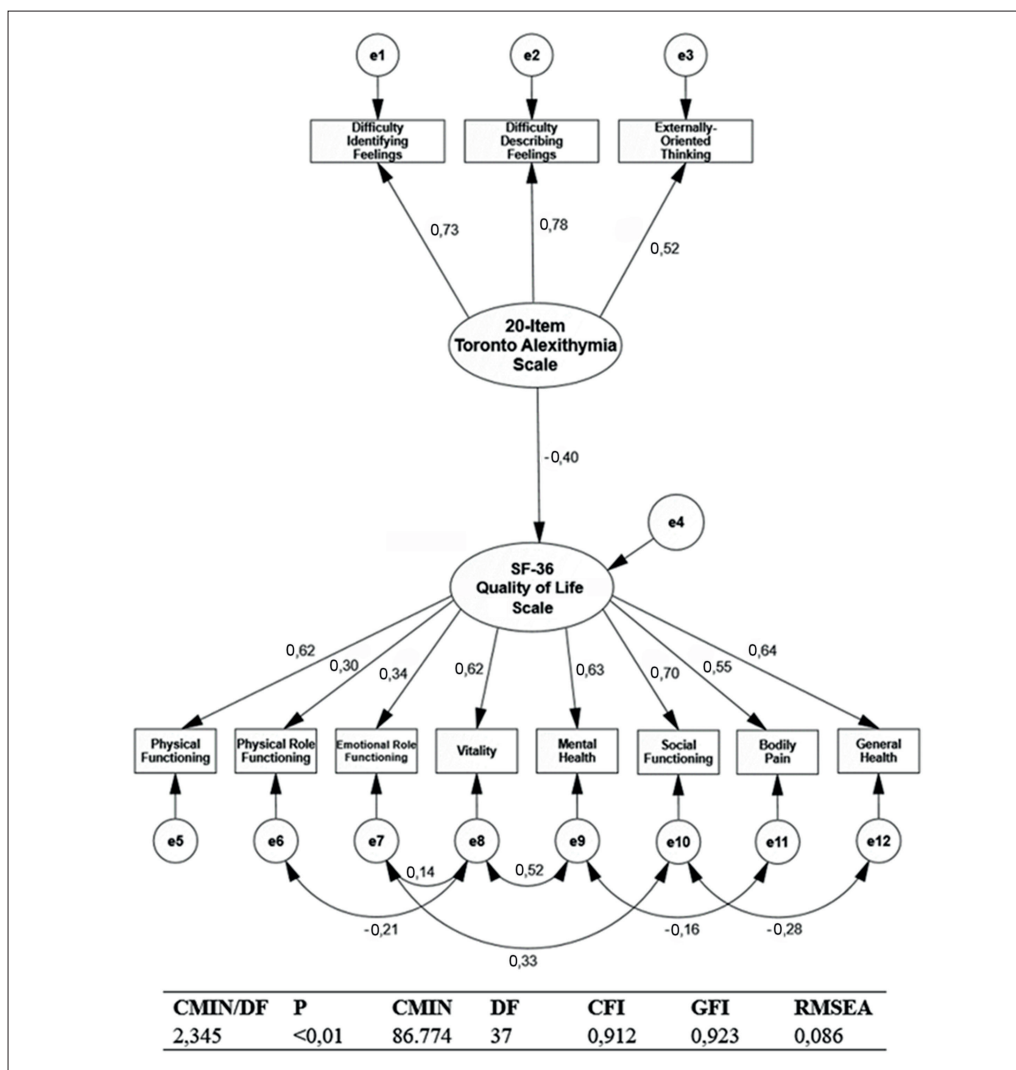 e1
e2
e3
Difficulty
Identifying
Feelings
Difficulty
Describing
Feelings
Externally-
Oriented
Thinking
0,73
0,78
0,52
20-Item
Toronto Alexithymia
Scale
-0,40
e4
SF-36
Quality of Life
Scale
0,62
0,30
0,34
0,62
0,63
0,70
0,55
0,64
Physical
Functioning
Physical Role
Functioning
Emotional Role
Functioning
Vitality
Mental
Health
Social
Functioning
Bodily
Pain
General
Health
e5
e6
e7
e8
e9
e10
e11
e12
0,14
0,52
-0,21
-0,16
-0,28
0,33
CMIN/DF P CMIN DF CFI GFI RMSEA
2,345 <0,01 86.774 37 0,912 0,923 0,086